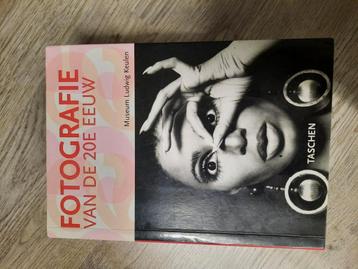 FOTOGRAFIE
VAN DE 20E EEUW
Museum Ludwig Keulen
TASCHEN